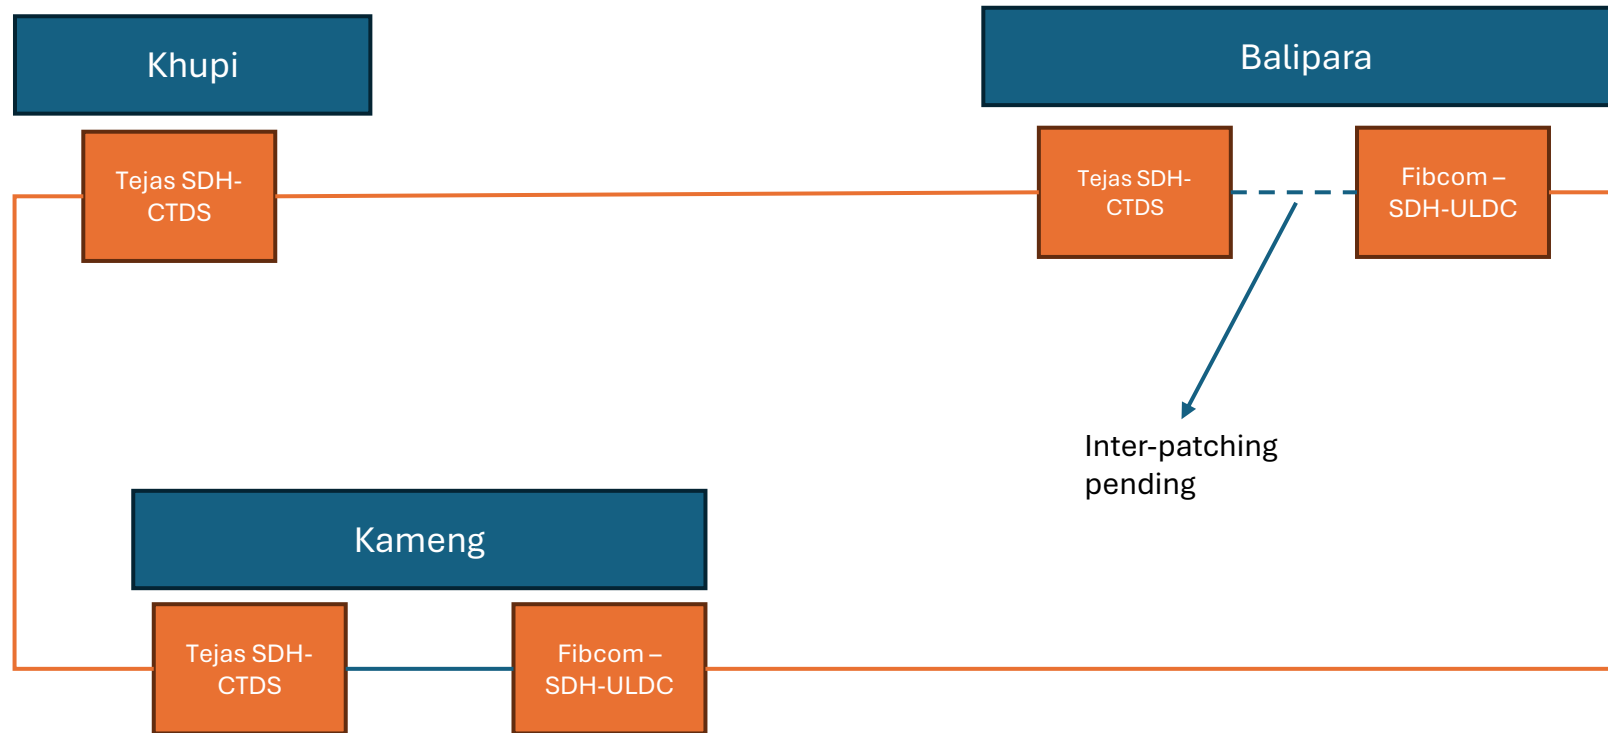 Khupi
Balipara
Tejas SDH-
CTDS
Tejas SDH-
CTDS
Fibcom –
SDH-ULDC
Inter-patching
pending
Kameng
Tejas SDH-
CTDS
Fibcom –
SDH-ULDC